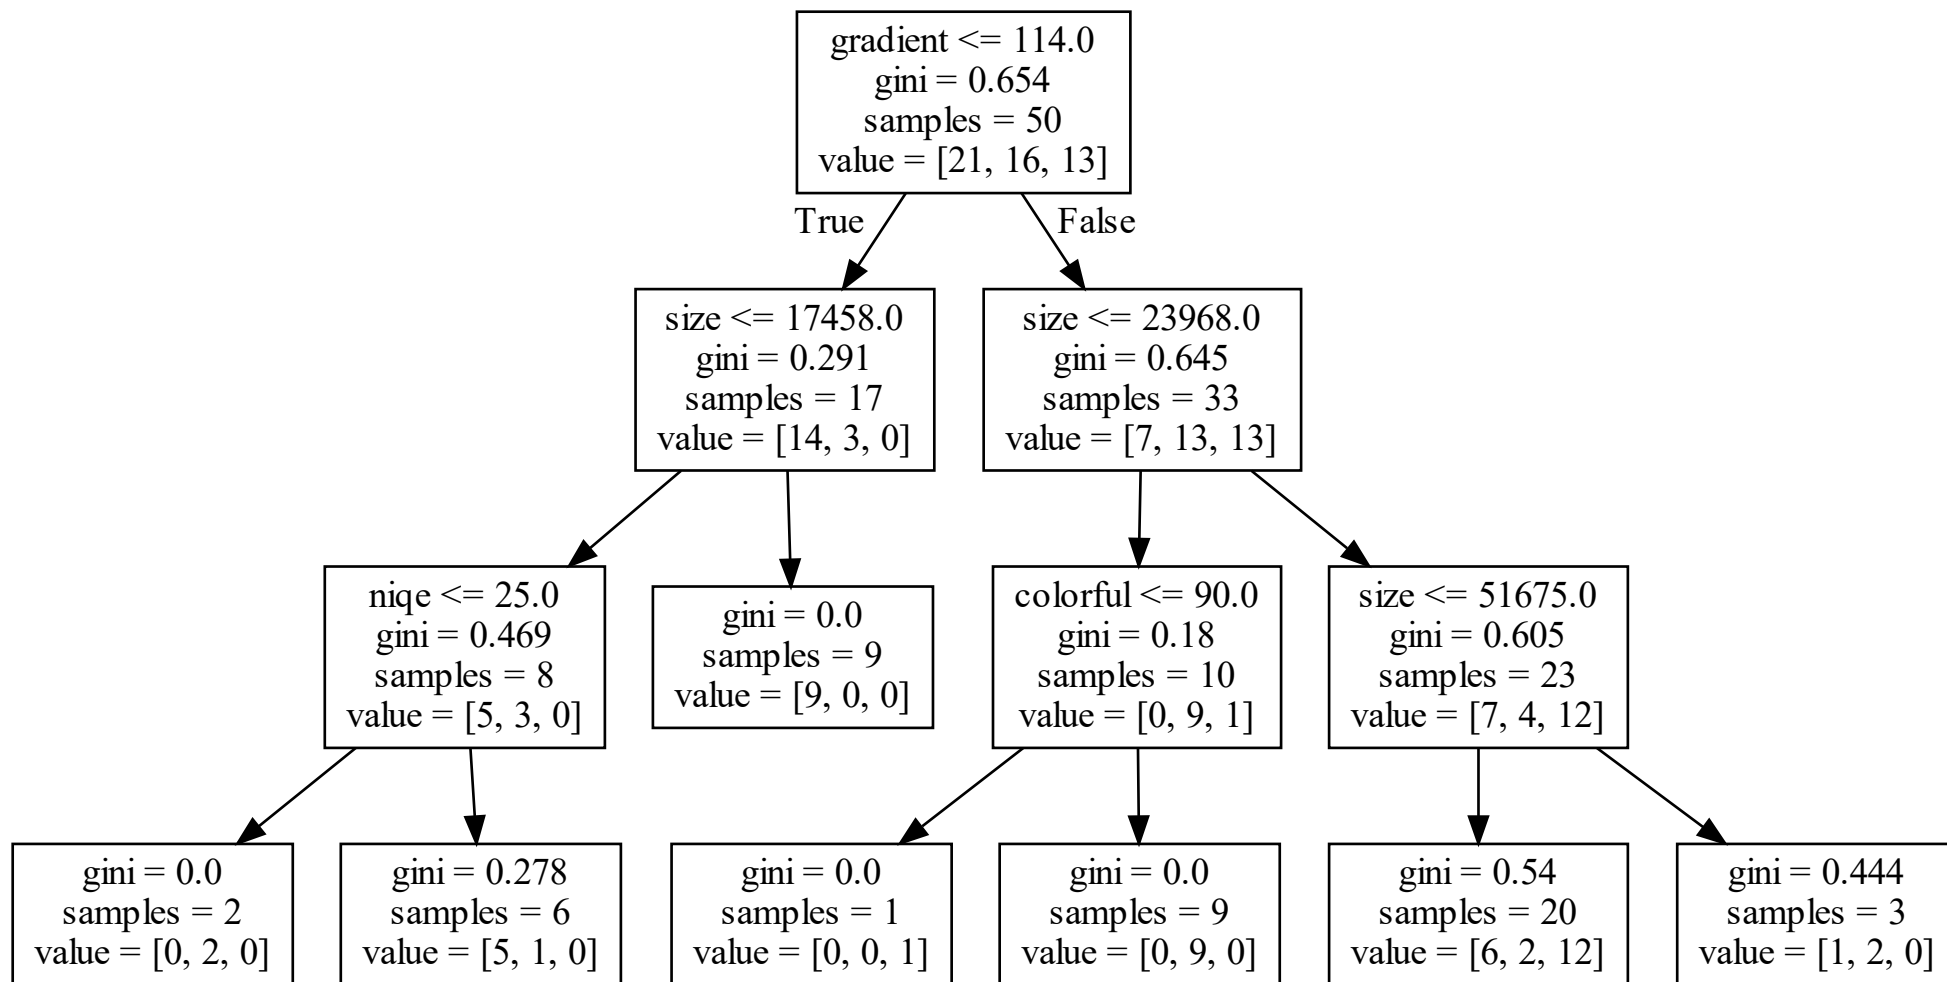 gradient <= 114.0
gini = 0.654
samples = 50
value = [21, 16, 13]
True
False
size <= 17458.0
gini = 0.291
samples = 17
value = [14, 3, 0]
size <= 23968.0
gini = 0.645
samples = 33
value = [7, 13, 13]
niqe <= 25.0
gini = 0.469
samples = 8
value = [5, 3, 0]
gini = 0.0
samples = 9
value = [9, 0, 0]
colorful <= 90.0
gini = 0.18
samples = 10
value = [0, 9, 1]
size <= 51675.0
gini = 0.605
samples = 23
value = [7, 4, 12]
gini = 0.0
samples = 2
value = [0, 2, 0]
gini = 0.278
samples = 6
value = [5, 1, 0]
gini = 0.0
samples = 1
value = [0, 0, 1]
gini = 0.0
samples = 9
value = [0, 9, 0]
gini = 0.54
samples = 20
value = [6, 2, 12]
gini = 0.444
samples = 3
value = [1, 2, 0]